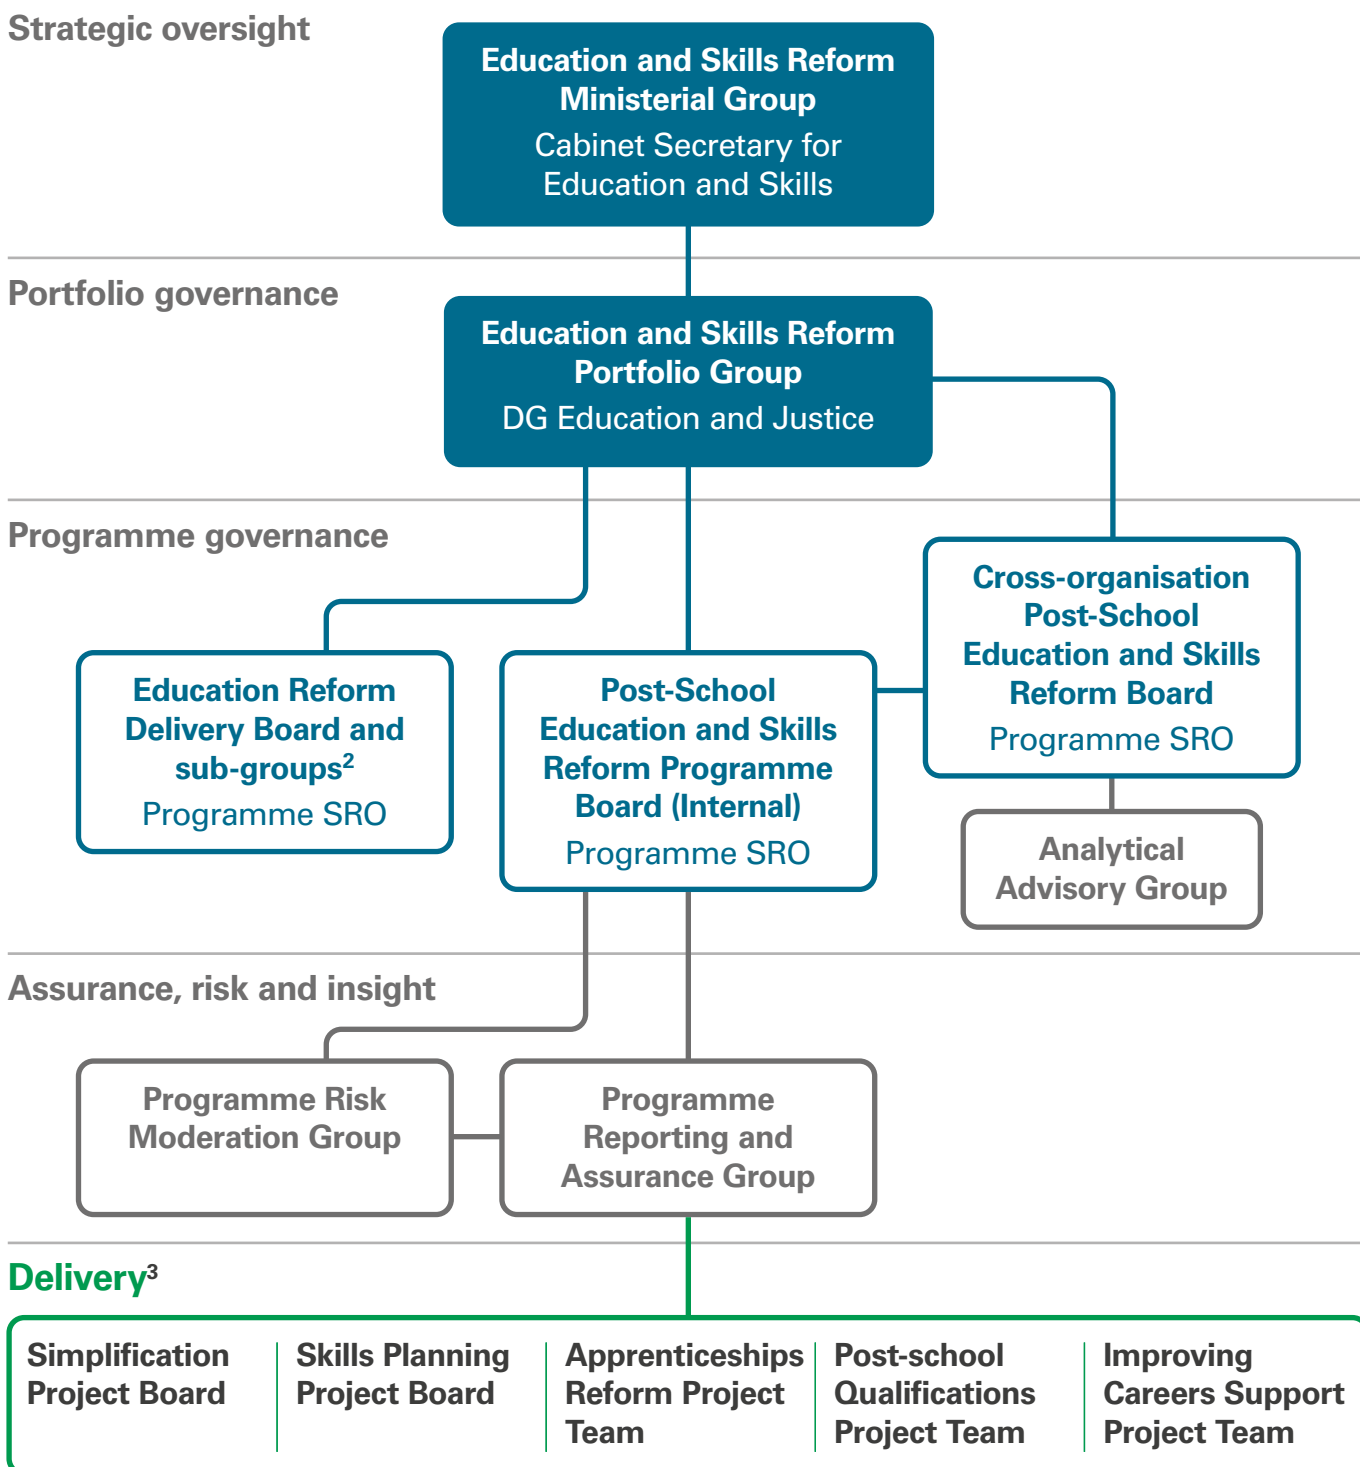 Strategic oversight
Education and Skills Reform
Ministerial Group
Cabinet Secretary for
Education and Skills
Portfolio governance
Education and Skills Reform
Portfolio Group
DG Education and Justice
Programme governance
Education Reform
Delivery Board and
sub-groups²
Programme SRO
Post-School
Education and Skills
Reform Programme
Board (Internal)
Programme SRO
Cross-organisation
Post-School
Education and Skills
Reform Board
Programme SRO
Analytical
Advisory Group
Assurance, risk and insight
Programme Risk
Moderation Group
Programme
Reporting and
Assurance Group
Delivery³
Simplification
Project Board
Skills Planning
Project Board
Apprenticeships
Reform Project
Team
Post-school
Qualifications
Project Team
Improving
Careers Support
Project Team